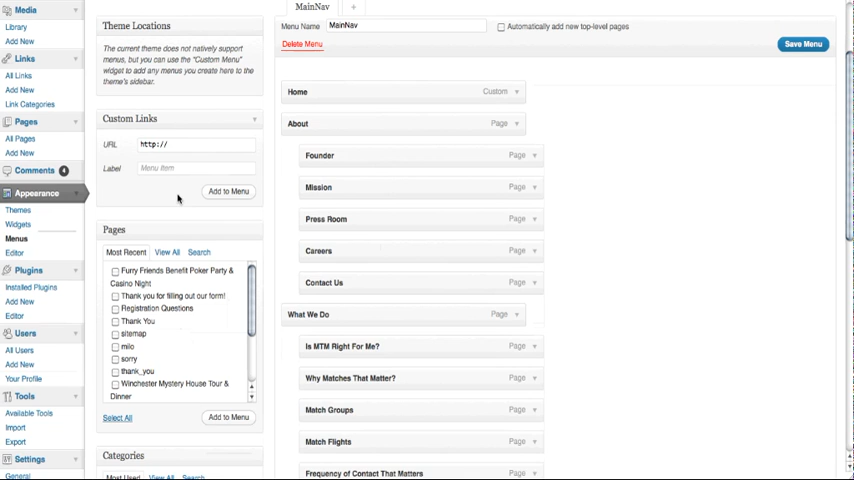 Media
Library
Add New
Links
All Links
Add New
Link Categories
Pages
All Pages
Add New
Comments 4
Appearance
Themes
Widgets
Menus
Editor
Plugins
Installed Plugins
Add New
Editor
Users
All Users
Add New
Your Profile
Tools
Available Tools
Import
Export
Settings
General
Theme Locations
The current theme does not natively support
menus, but you can use the "Custom Menu"
widget to add any menus you create here to the
theme's sidebar.
Custom Links
URL http://
Label Menu Item
Add to Menu
Pages
Most Recent View All Search
Furry Friends Benefit Poker Party &
Casino Night
Thank you for filling out our form!
Registration Questions
Thank You
sitemap
milo
sorry
thank_you
Winchester Mystery House Tour &
Dinner
Select All Add to Menu
Categories
Most Used View All Search
MainNav +
Menu Name MainNav Automatically add new top-level pages
Delete Menu Save Menu
Home Custom
About Page
Founder Page
Mission Page
Press Room Page
Careers Page
Contact Us Page
What We Do Page
Is MTM Right For Me? Page
Why Matches That Matter? Page
Match Groups Page
Match Flights Page
Frequency of Contact That Matters Page